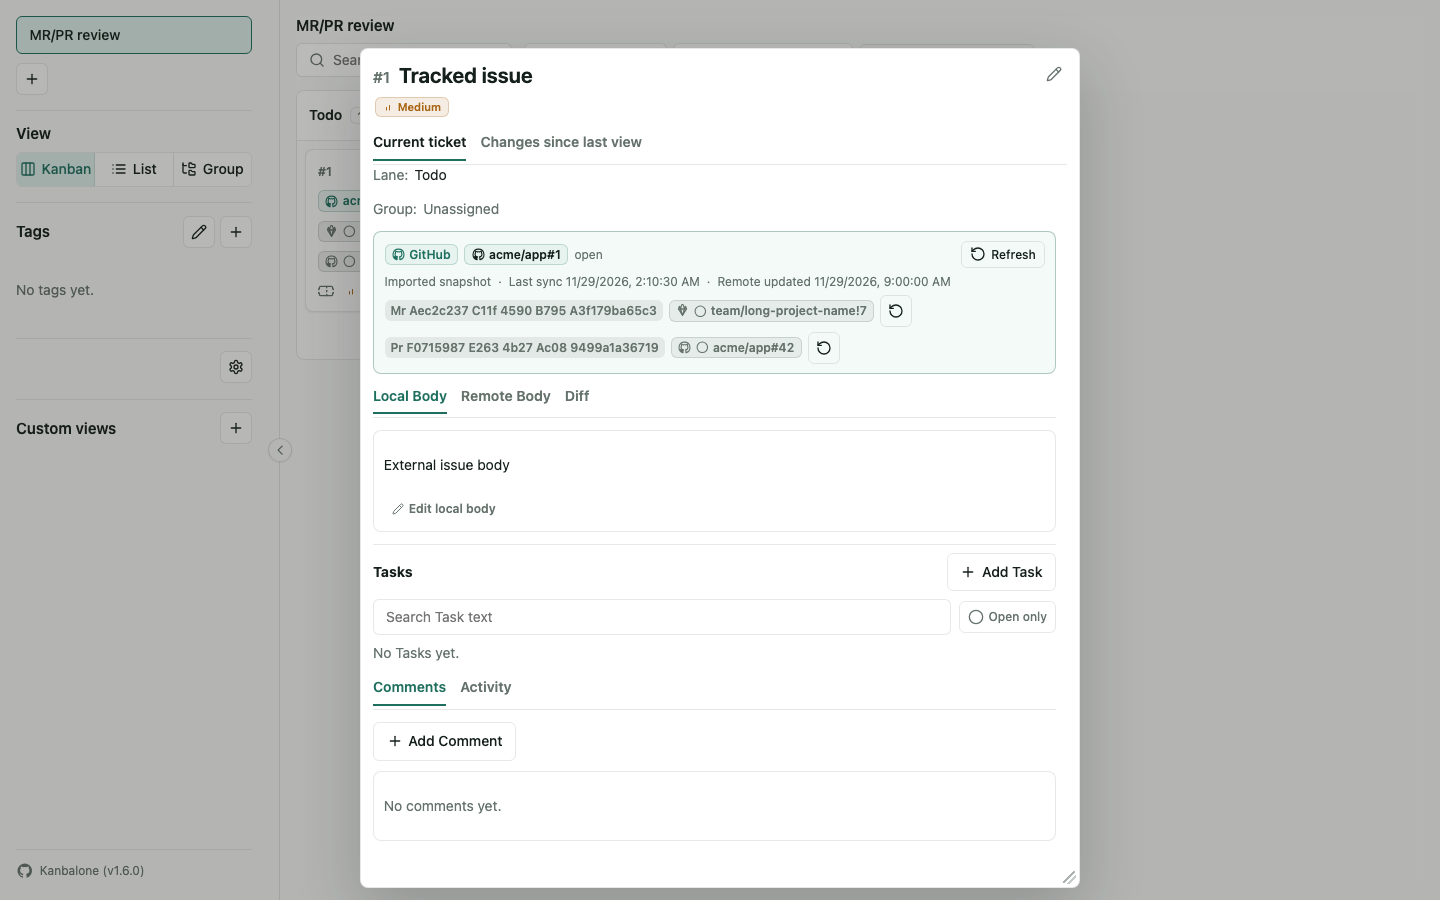 MR/PR review
View
Kanban
List
Group
Tags
No tags yet.
Custom views
Kanbalone (v1.6.0)
MR/PR review
Todo
#1
#1 Tracked issue
Medium
Current ticket
Changes since last view
Lane: Todo
Group: Unassigned
GitHub acme/app#1 open
Refresh
Imported snapshot · Last sync 11/29/2026, 2:10:30 AM · Remote updated 11/29/2026, 9:00:00 AM
Mr Aec2c237 C11f 4590 B795 A3f179ba65c3 team/long-project-name!7
Pr F0715987 E263 4b27 Ac08 9499a1a36719 acme/app#42
Local Body
Remote Body
Diff
External issue body
Edit local body
Tasks
Add Task
Search Task text
Open only
No Tasks yet.
Comments
Activity
Add Comment
No comments yet.